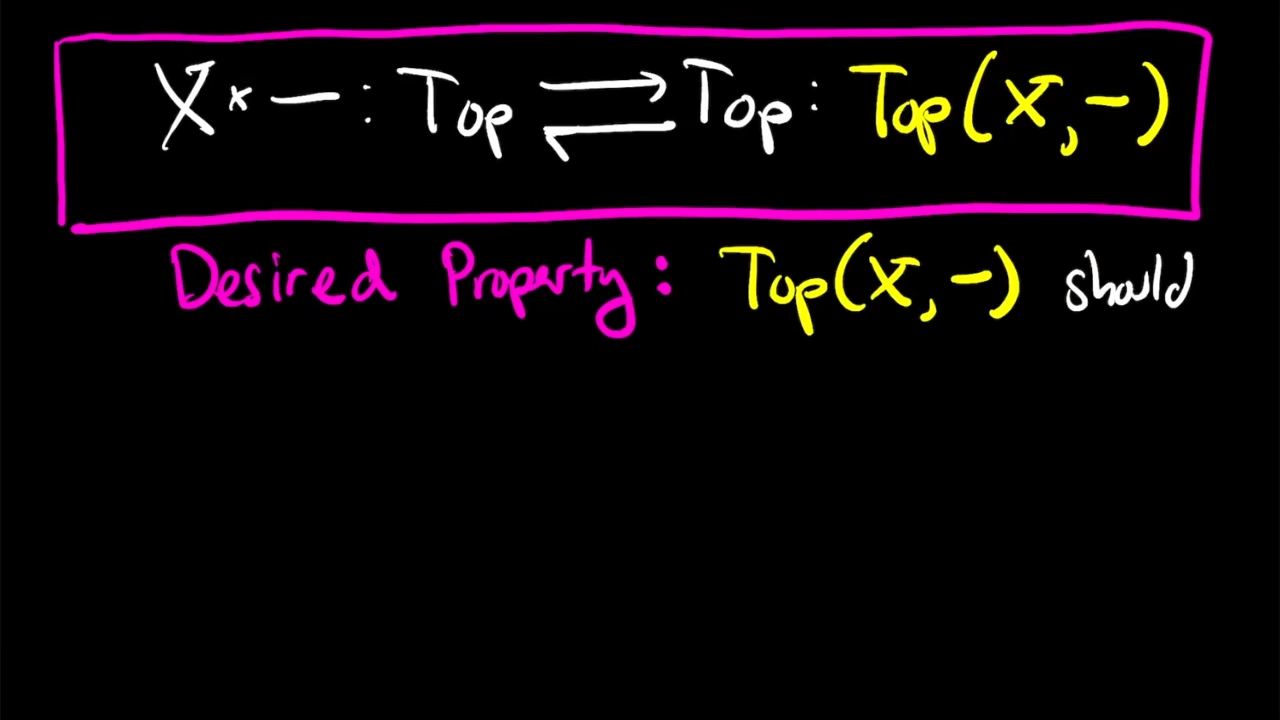 X × — : Top ⇄ Top : Top(X, −)
Desired Property: Top(X, −) should